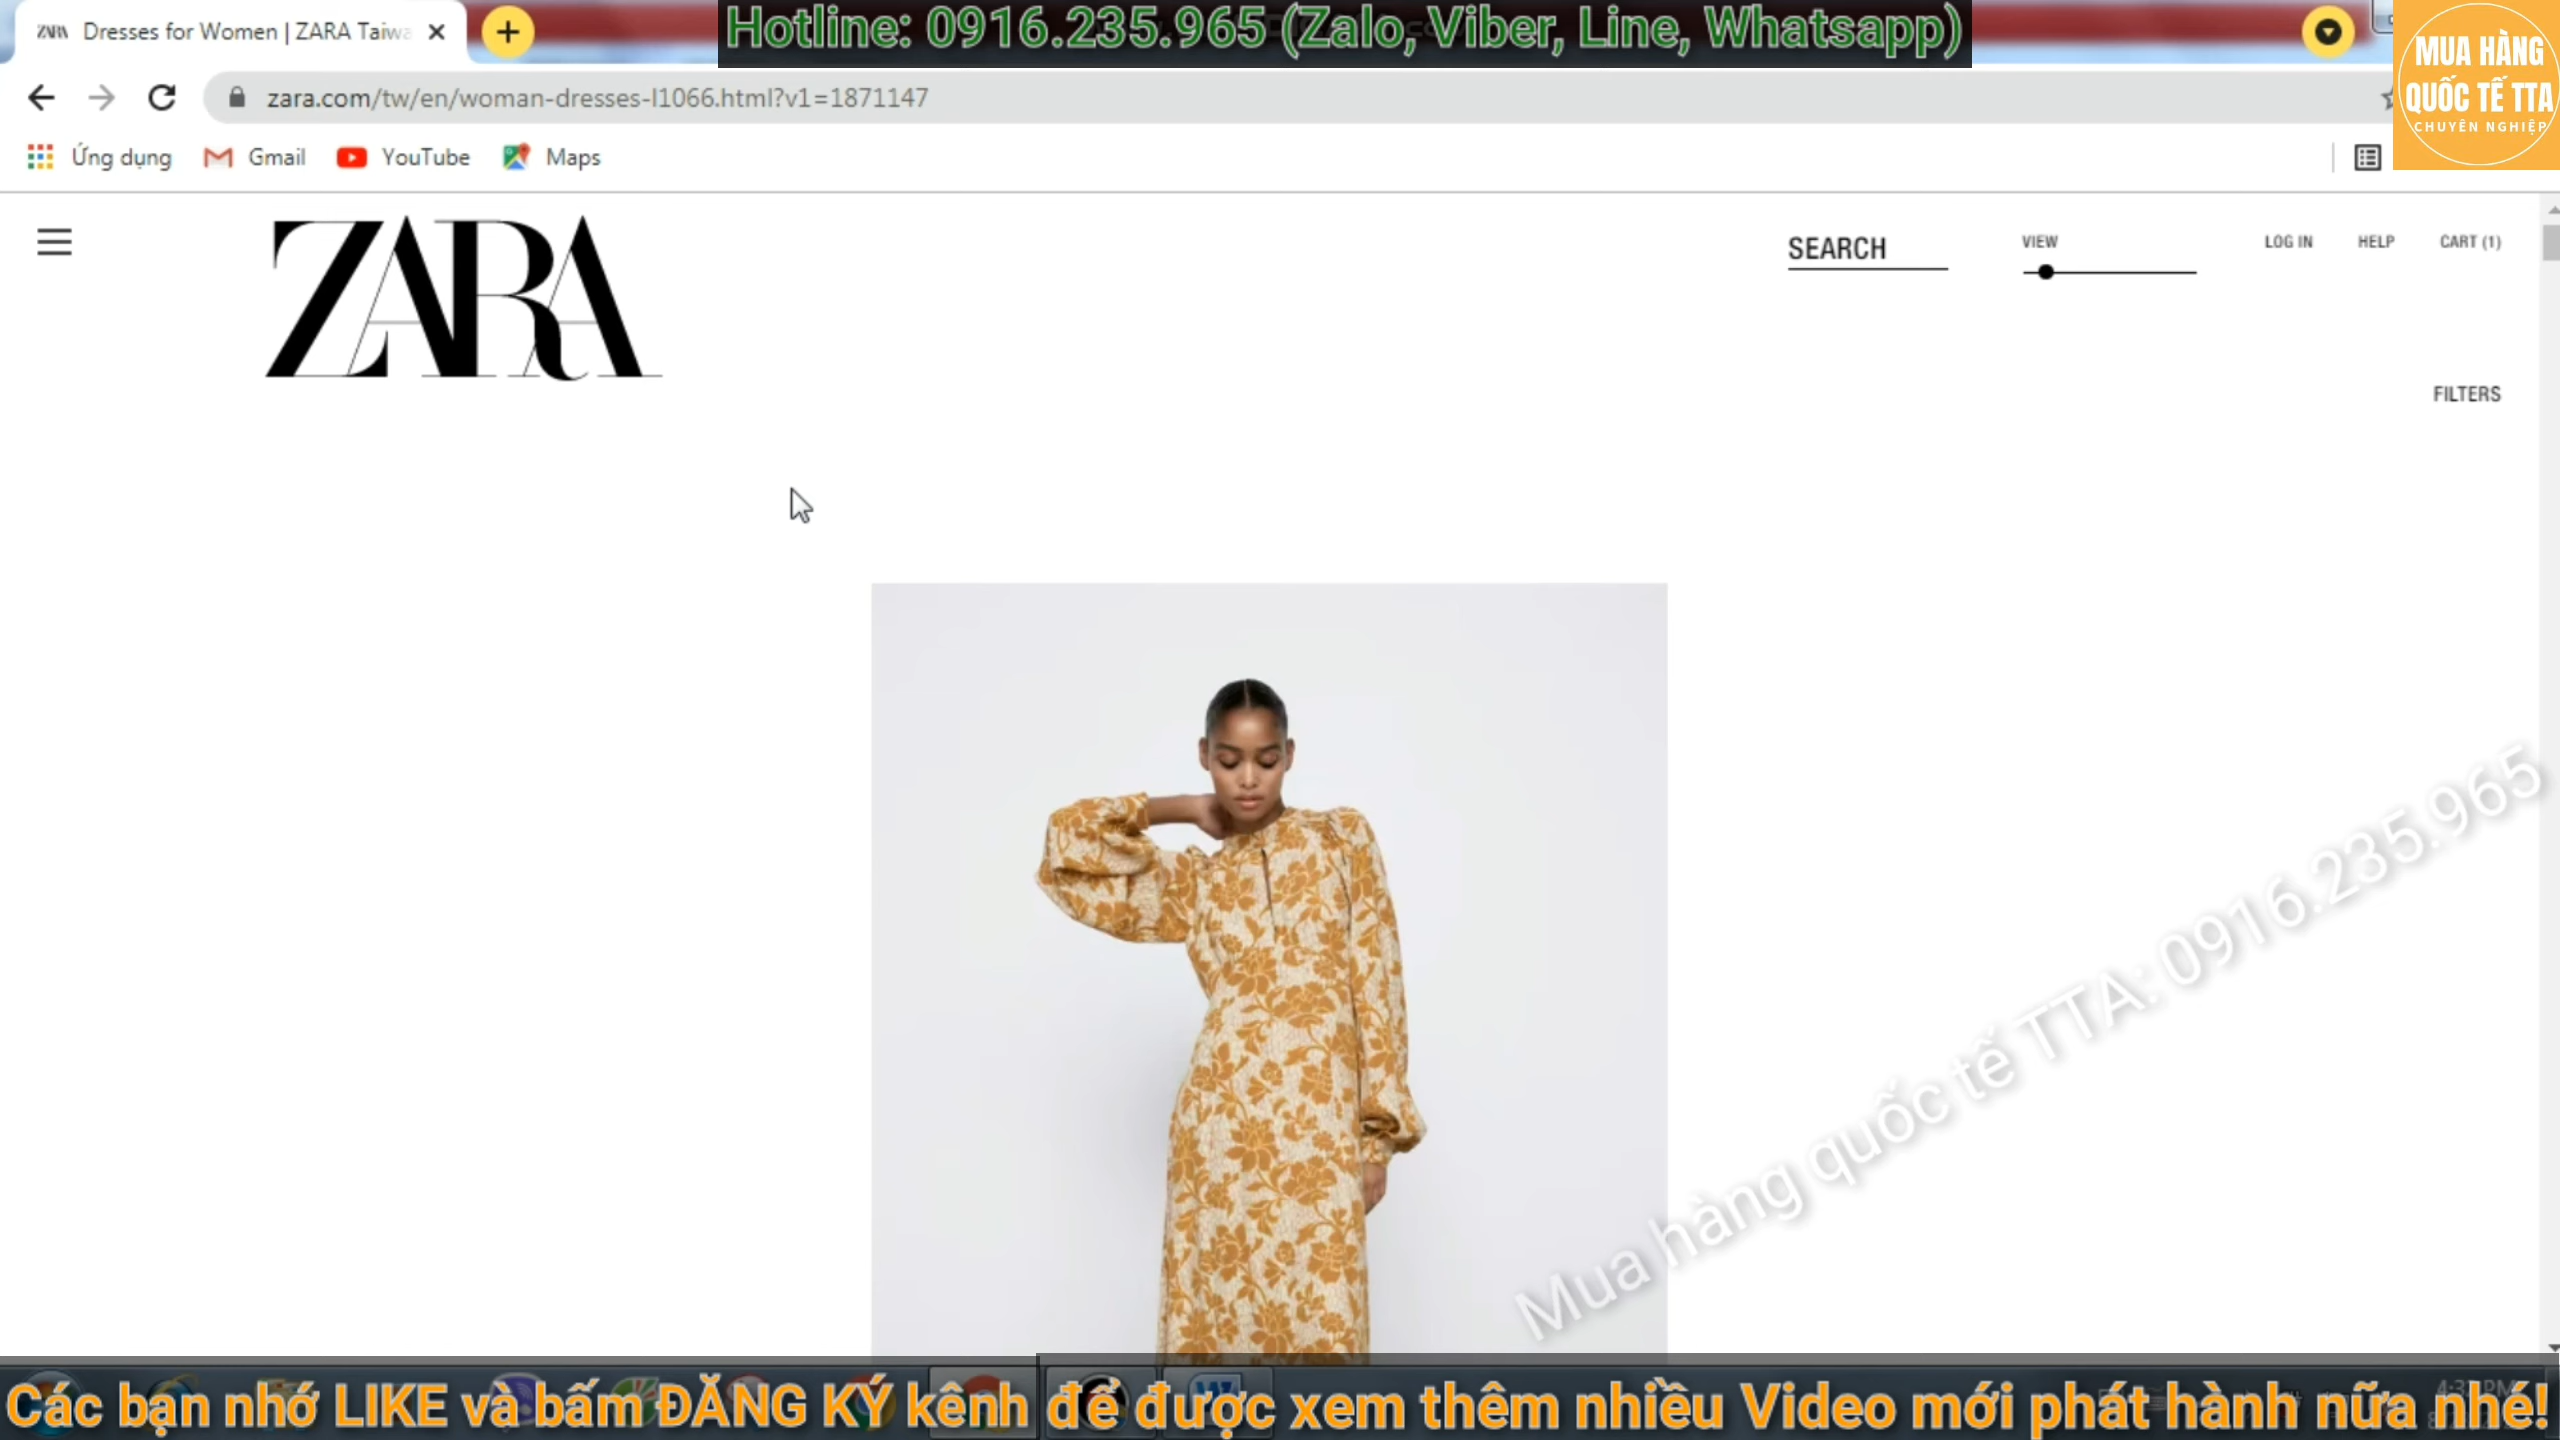 ZARA Dresses for Women | ZARA Taiwa
Hotline: 0916.235.965 (Zalo, Viber, Line, Whatsapp)
MUA HÀNG
QUỐC TẾ TTA
CHUYÊN NGHIỆP
zara.com/tw/en/woman-dresses-l1066.html?v1=1871147
Ứng dụng Gmail YouTube Maps
ZARA
SEARCH VIEW LOG IN HELP CART (1)
FILTERS
Mua hàng quốc tế TTA: 0916.235.965
Các bạn nhớ LIKE và bấm ĐĂNG KÝ kênh để được xem thêm nhiều Video mới phát hành nữa nhé!